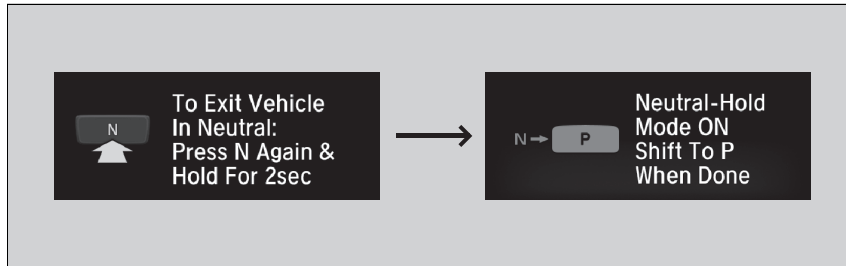 N
To Exit Vehicle
In Neutral:
Press N Again &
Hold For 2sec
N
P
Neutral-Hold
Mode ON
Shift To P
When Done